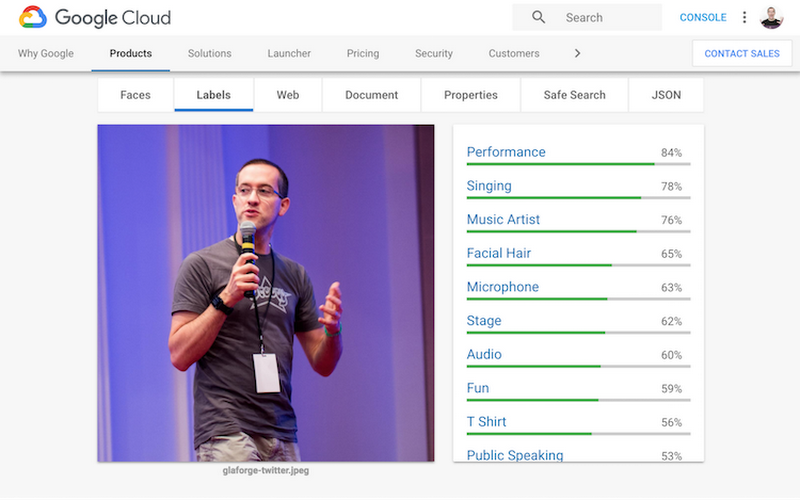 Google Cloud
Search
CONSOLE
Why Google
Products
Solutions
Launcher
Pricing
Security
Customers
CONTACT SALES
Faces
Labels
Web
Document
Properties
Safe Search
JSON
Performance 84%
Singing 78%
Music Artist 76%
Facial Hair 65%
Microphone 63%
Stage 62%
Audio 60%
Fun 59%
T Shirt 56%
Public Speaking 53%
glaforge-twitter.jpeg